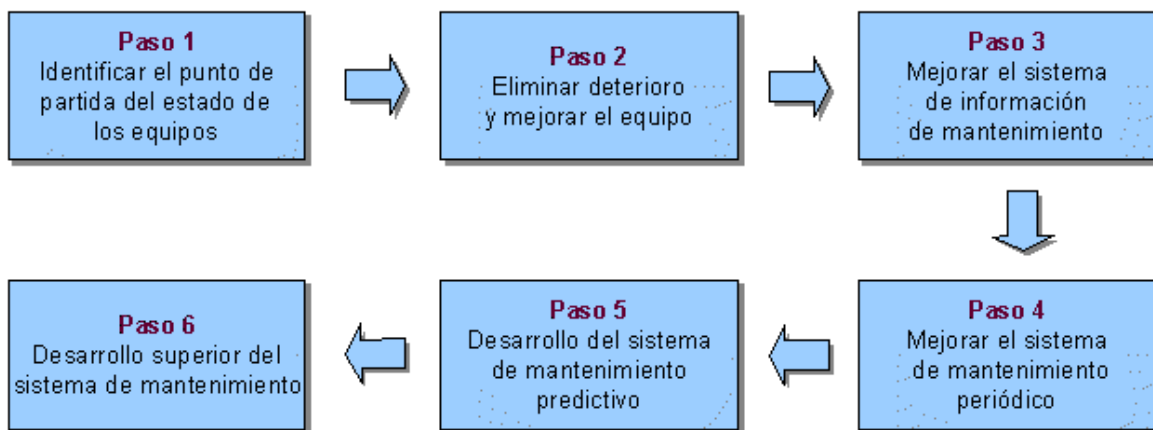 Paso 1
Identificar el punto de
partida del estado de
los equipos
Paso 2
Eliminar deterioro
y mejorar el equipo
Paso 3
Mejorar el sistema
de información
de mantenimiento
Paso 4
Mejorar el sistema
de mantenimiento
periódico
Paso 5
Desarrollo del sistema
de mantenimiento
predictivo
Paso 6
Desarrollo superior del
sistema de mantenimiento